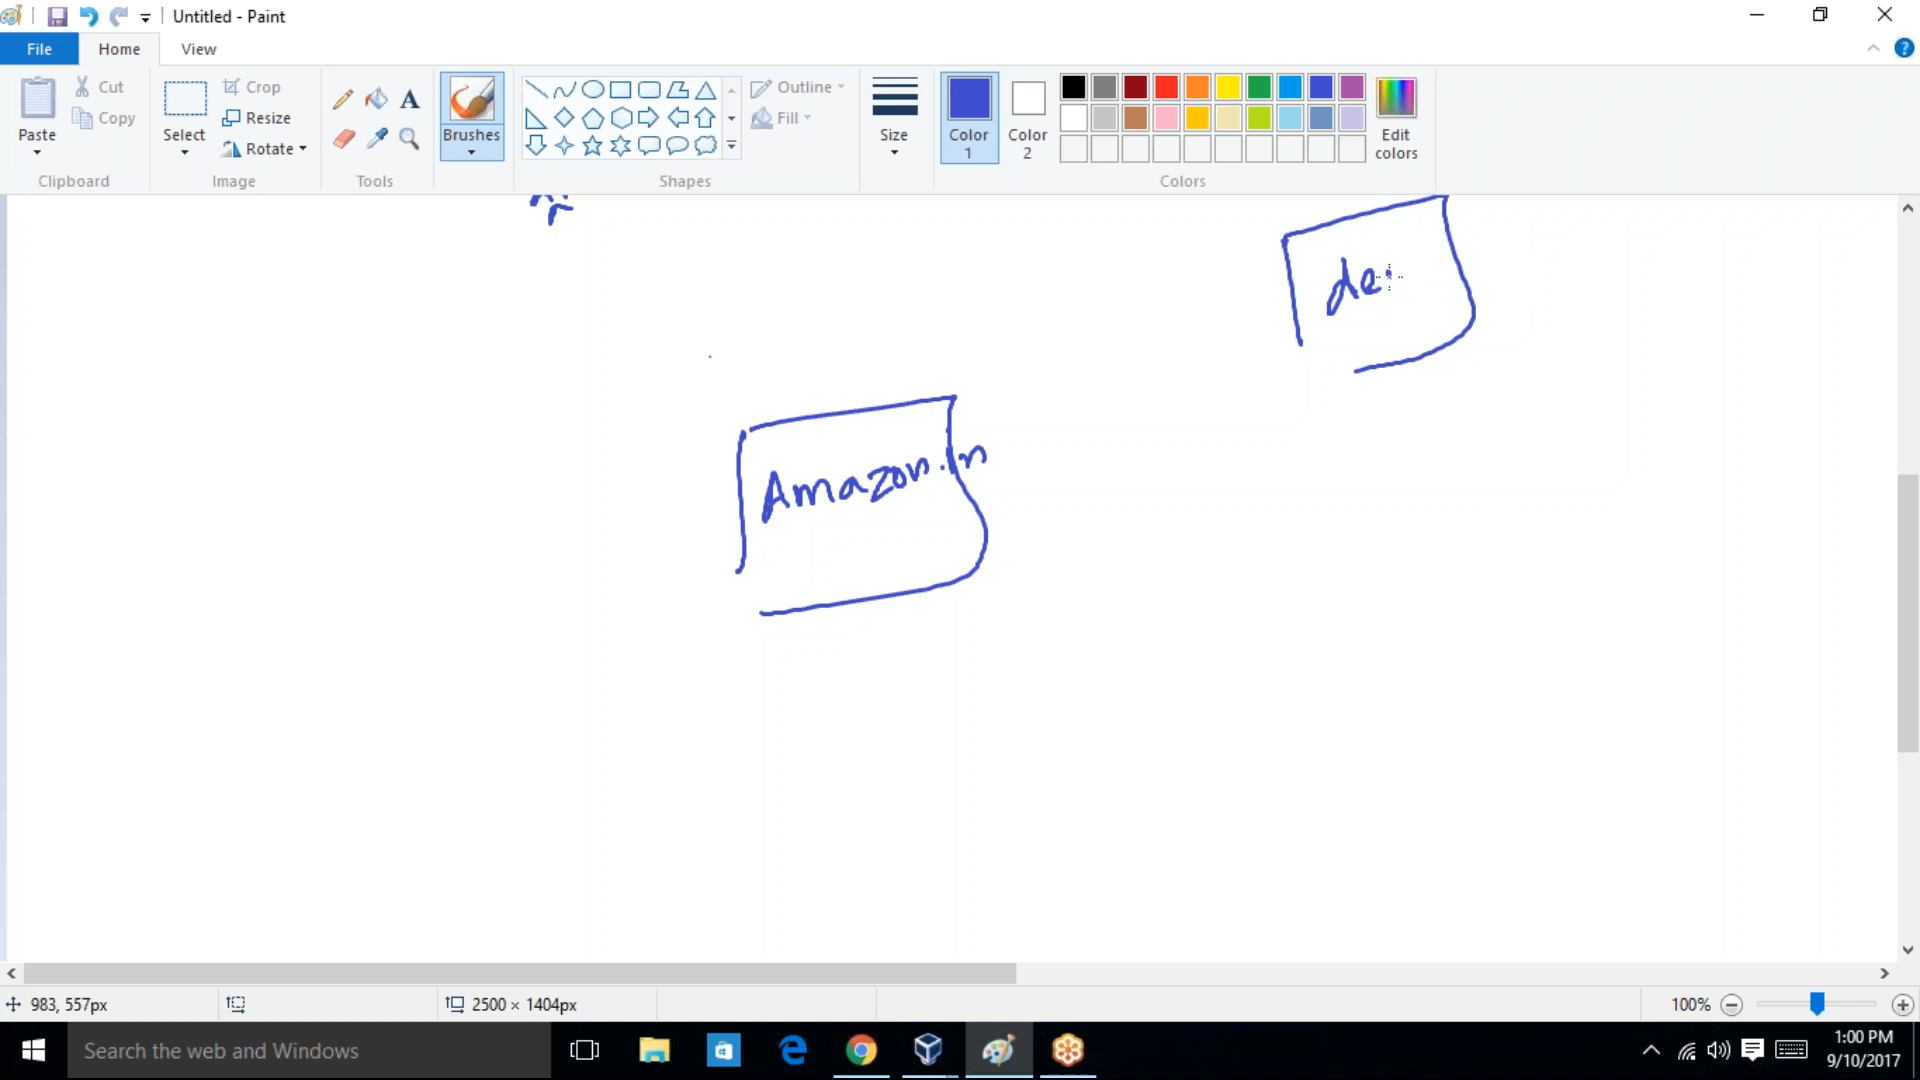 Untitled - Paint
File Home View
Paste
Cut
Copy
Clipboard
Select
Crop
Resize
Rotate
Image
Tools
Brushes
Shapes
Outline
Fill
Size
Color 1
Color 2
Edit colors
Colors
de
Amazon.in
983, 557px
2500 × 1404px
100%
Search the web and Windows
1:00 PM
9/10/2017